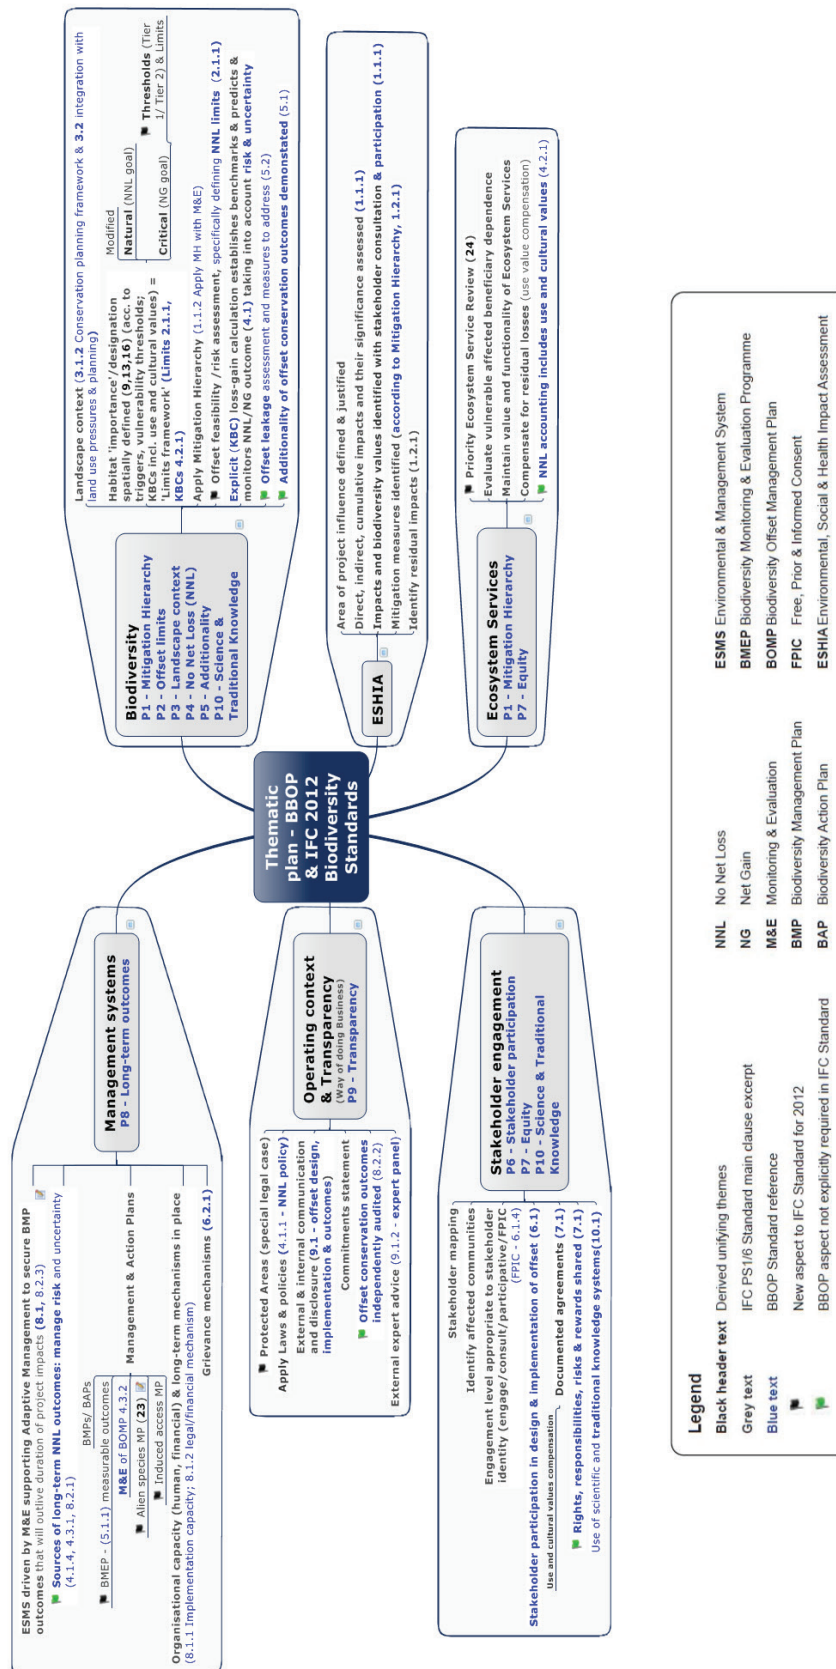 Thematic
plan - BBOP
& IFC 2012
Biodiversity
Standards
Management systems
P8 - Long-term outcomes
ESMS driven by M&E supporting Adaptive Management to secure BMP
outcomes that will outlive duration of project impacts (8.1, 8.2.3)
Sources of long-term NNL outcomes: manage risk and uncertainty
(4.1.4, 4.3.1, 8.2.1)
BMPs/ BAPs
BMEP - (5.1.1) measurable outcomes
M&E of BOMP 4.3.2
Alien species MP (23)
Induced access MP
Management & Action Plans
Organisational capacity (human, financial) & long-term mechanisms in place
(8.1.1 Implementation capacity; 8.1.2 legal/financial mechanism)
Grievance mechanisms (6.2.1)
Operating context
& Transparency
(Way of doing Business)
P9 - Transparency
Protected Areas (special legal case)
Apply Laws & policies (4.1.1 - NNL policy)
External & internal communication
and disclosure (9.1 - offset design,
implementation & outcomes)
Commitments statement
Offset conservation outcomes
independently audited (8.2.2)
External expert advice (9.1.2 - expert panel)
Stakeholder engagement
P6 - Stakeholder participation
P7 - Equity
P10 - Science & Traditional
Knowledge
Stakeholder mapping
Identify affected communities
Engagement level appropriate to stakeholder
identity (engage/consult/participative/FPIC
(FPIC - 6.1.4)
Stakeholder participation in design & implementation of offset (6.1)
Use and cultural values compensation
Documented agreements (7.1)
Rights, responsibilities, risks & rewards shared (7.1)
Use of scientific and traditional knowledge systems(10.1)
Biodiversity
P1 - Mitigation Hierarchy
P2 - Offset limits
P3 - Landscape context
P4 - No Net Loss (NNL)
P5 - Additionality
P10 - Science &
Traditional Knowledge
Landscape context (3.1.2 Conservation planning framework & 3.2 integration with
land use pressures & planning)
Habitat 'importance'/designation
spatially defined (9,13,16) (acc. to
triggers, vulnerability thresholds;
KBCs incl. use and cultural values) =
'Limits framework' (Limits 2.1.1,
KBCs 4.2.1)
Modified
Natural (NNL goal)
Critical (NG goal)
Thresholds (Tier
1/ Tier 2) & Limits
Apply Mitigation Hierarchy (1.1.2 Apply MH with M&E)
Offset feasibility /risk assessment, specifically defining NNL limits (2.1.1)
Explicit (KBC) loss-gain calculation establishes benchmarks & predicts &
monitors NNL/NG outcome (4.1) taking into account risk & uncertainty
Offset leakage assessment and measures to address (5.2)
Additionality of offset conservation outcomes demonstated (5.1)
ESHIA
Area of project influence defined & justified
Direct, indirect, cumulative impacts and their significance assessed (1.1.1)
Impacts and biodiversity values identified with stakeholder consultation & participation (1.1.1)
Mitigation measures identified (according to Mitigation Hierarchy, 1.2.1)
Identify residual impacts (1.2.1)
Ecosystem Services
P1 - Mitigation Hierarchy
P7 - Equity
Priority Ecosystem Service Review (24)
Evaluate vulnerable affected beneficiary dependence
Maintain value and functionality of Ecosystem Services
Compensate for residual losses (use value compensation)
NNL accounting includes use and cultural values (4.2.1)
Legend
Black header text Derived unifying themes
Grey text IFC PS1/6 Standard main clause excerpt
Blue text BBOP Standard reference
New aspect to IFC Standard for 2012
BBOP aspect not explicitly required in IFC Standard
NNL No Net Loss
NG Net Gain
M&E Monitoring & Evaluation
BMP Biodiversity Management Plan
BAP Biodiversity Action Plan
ESMS Environmental & Management System
BMEP Biodiversity Monitoring & Evaluation Programme
BOMP Biodiversity Offset Management Plan
FPIC Free, Prior & Informed Consent
ESHIA Environmental, Social & Health Impact Assessment